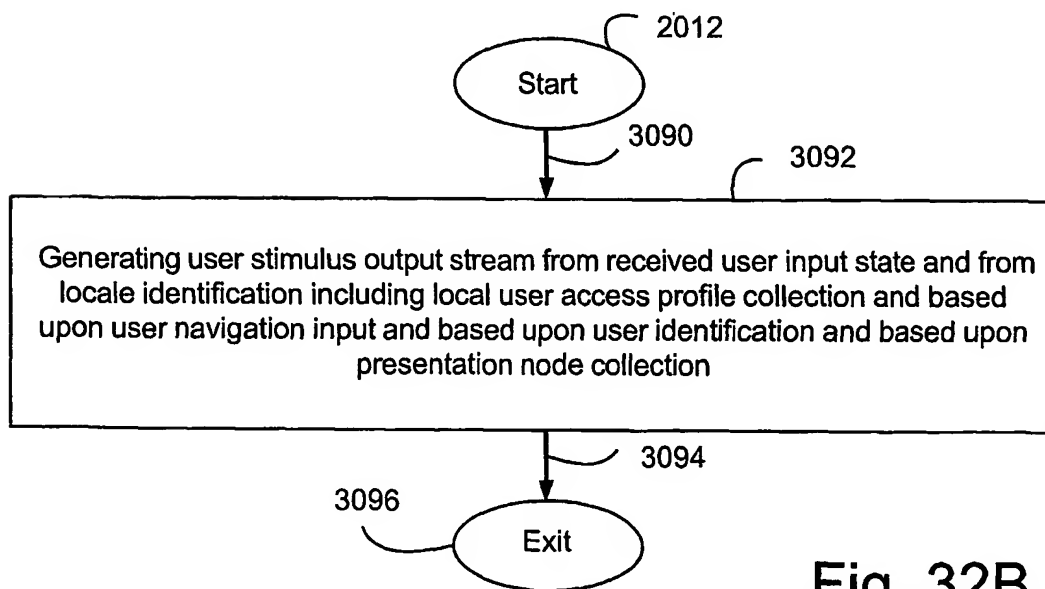 2012
Start
3090
3092
Generating user stimulus output stream from received user input state and from
locale identification including local user access profile collection and based
upon user navigation input and based upon user identification and based upon
presentation node collection
3094
3096
Exit
Fig. 32B